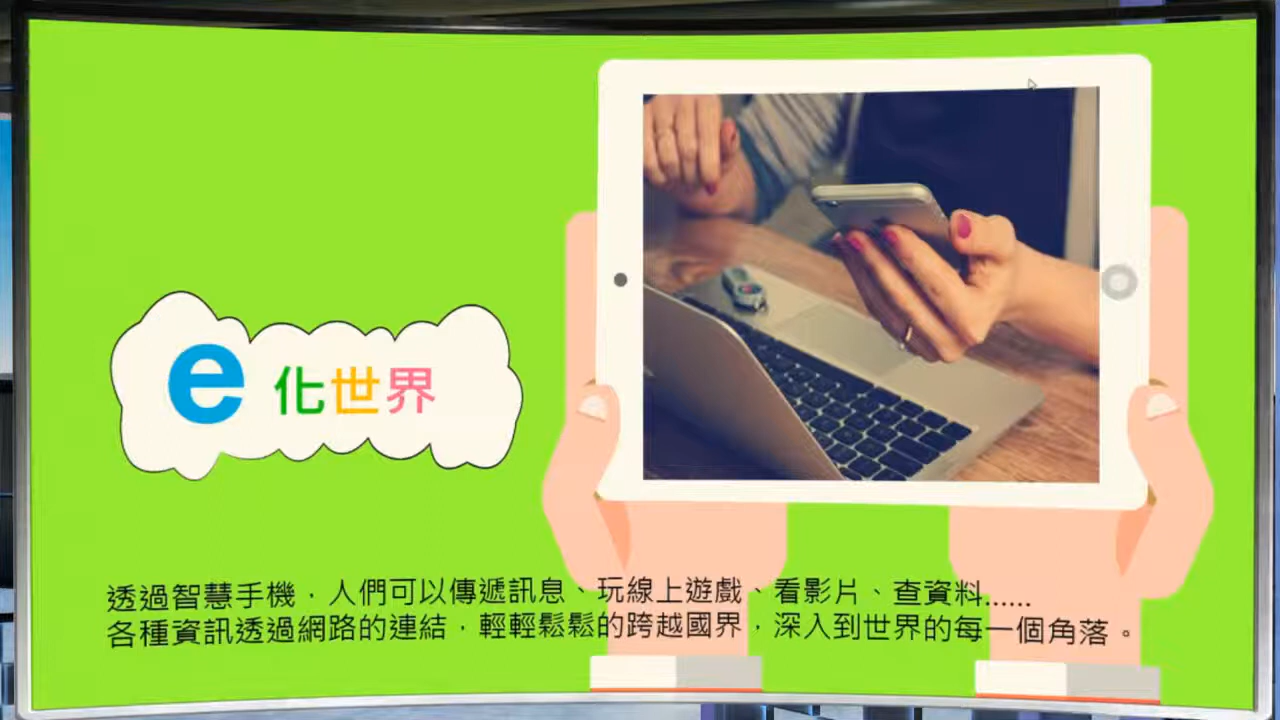 e化世界
透過智慧手機，人們可以傳遞訊息、玩線上遊戲、看影片、查資料......
各種資訊透過網路的連結，輕輕鬆鬆的跨越國界，深入到世界的每一個角落。